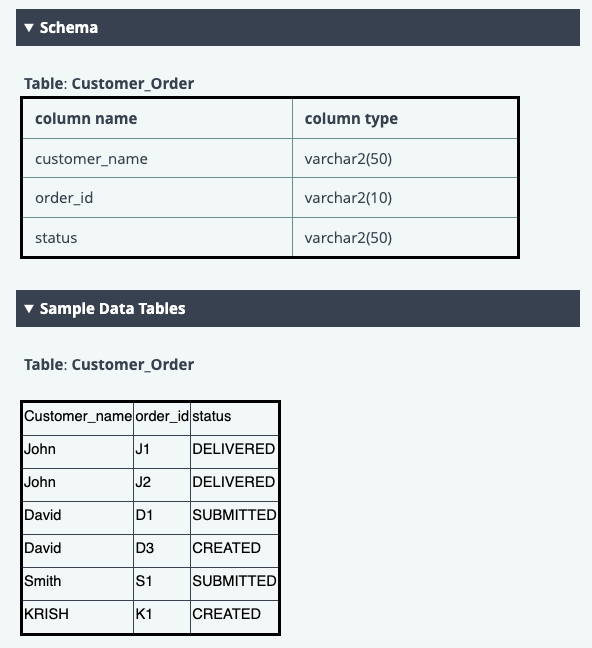 ▼ Schema
Table: Customer_Order
column name column type
customer_name varchar2(50)
order_id varchar2(10)
status varchar2(50)
▼ Sample Data Tables
Table: Customer_Order
Customer_name order_id status
John J1 DELIVERED
John J2 DELIVERED
David D1 SUBMITTED
David D3 CREATED
Smith S1 SUBMITTED
KRISH K1 CREATED